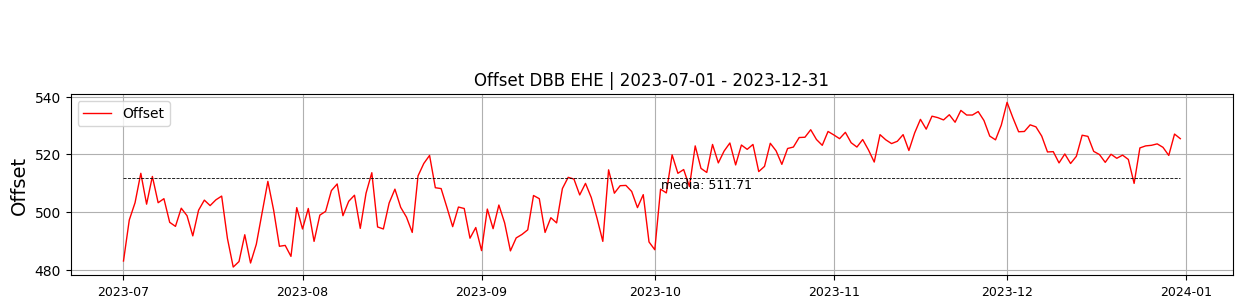 Offset DBB EHE | 2023-07-01 - 2023-12-31
Offset
Offset
540
520
500
480
media: 511.71
2023-07
2023-08
2023-09
2023-10
2023-11
2023-12
2024-01